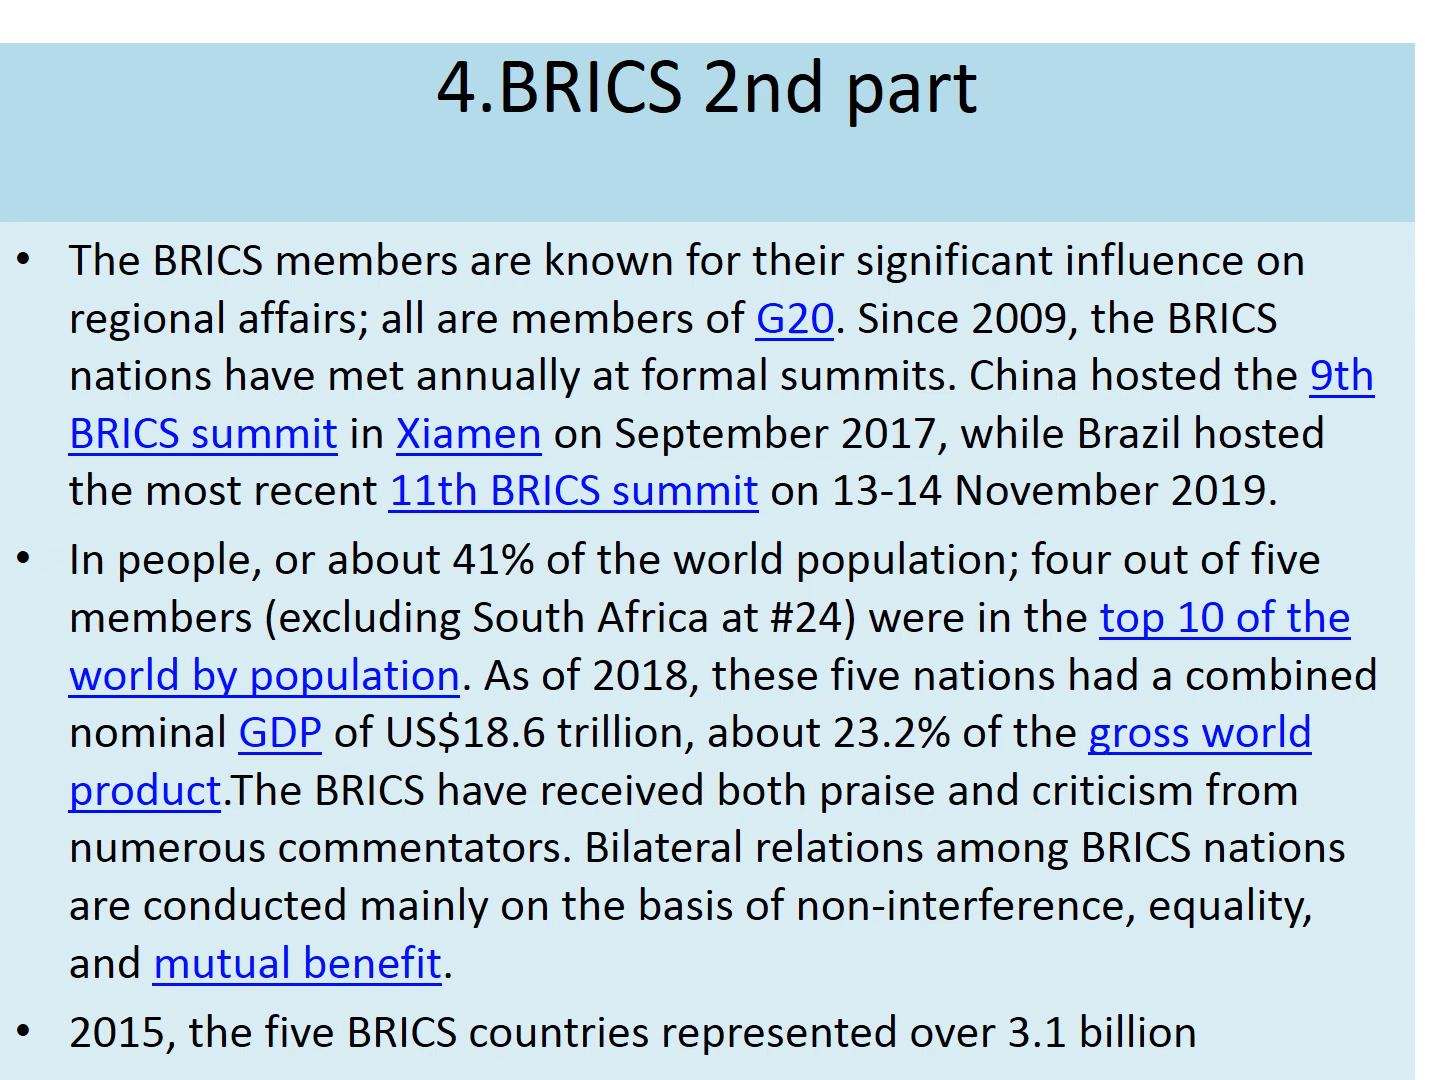 4.BRICS 2nd part
• The BRICS members are known for their significant influence on
regional affairs; all are members of G20. Since 2009, the BRICS
nations have met annually at formal summits. China hosted the 9th
BRICS summit in Xiamen on September 2017, while Brazil hosted
the most recent 11th BRICS summit on 13-14 November 2019.
• In people, or about 41% of the world population; four out of five
members (excluding South Africa at #24) were in the top 10 of the
world by population. As of 2018, these five nations had a combined
nominal GDP of US$18.6 trillion, about 23.2% of the gross world
product.The BRICS have received both praise and criticism from
numerous commentators. Bilateral relations among BRICS nations
are conducted mainly on the basis of non-interference, equality,
and mutual benefit.
• 2015, the five BRICS countries represented over 3.1 billion